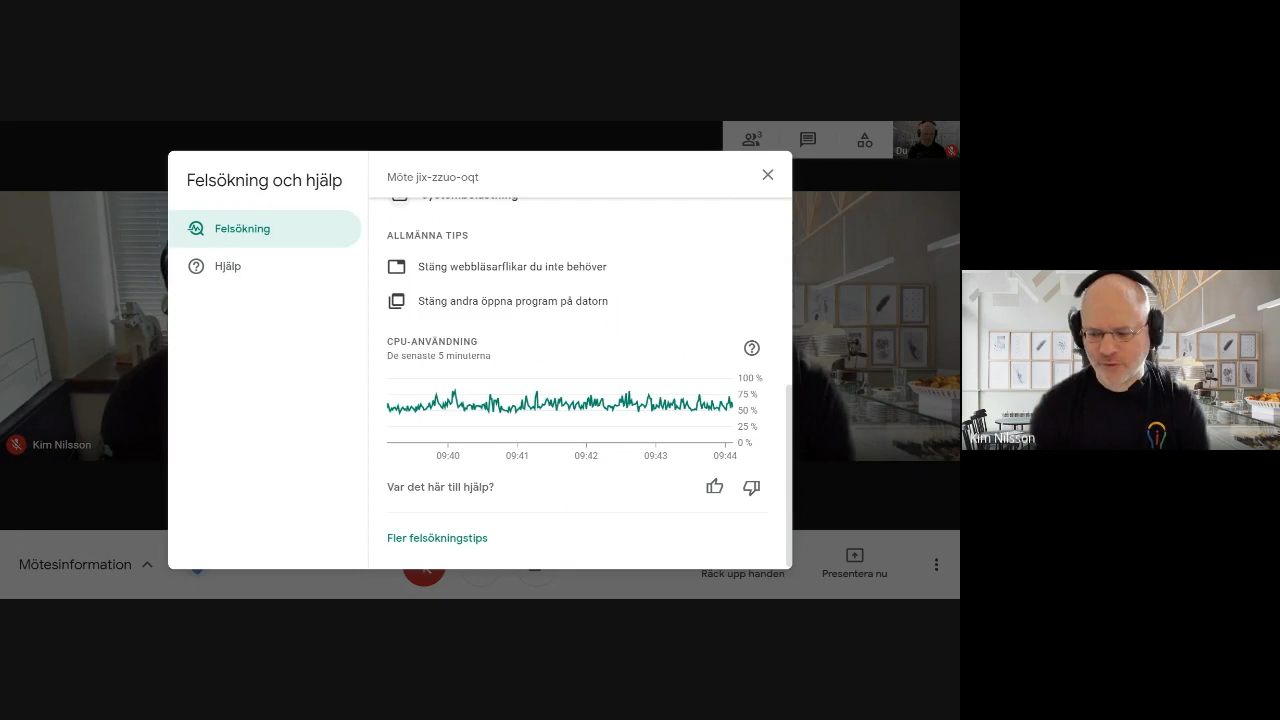 3
Du
Felsökning och hjälp
Möte jix-zzuo-oqt
Systembelastning
Felsökning
Hjälp
ALLMÄNNA TIPS
Stäng webbläsarflikar du inte behöver
Stäng andra öppna program på datorn
CPU-ANVÄNDNING
De senaste 5 minuterna
100 %
75 %
50 %
25 %
0 %
09:40 09:41 09:42 09:43 09:44
Var det här till hjälp?
Fler felsökningstips
Kim Nilsson
Kim Nilsson
Mötesinformation
Räck upp handen
Presentera nu